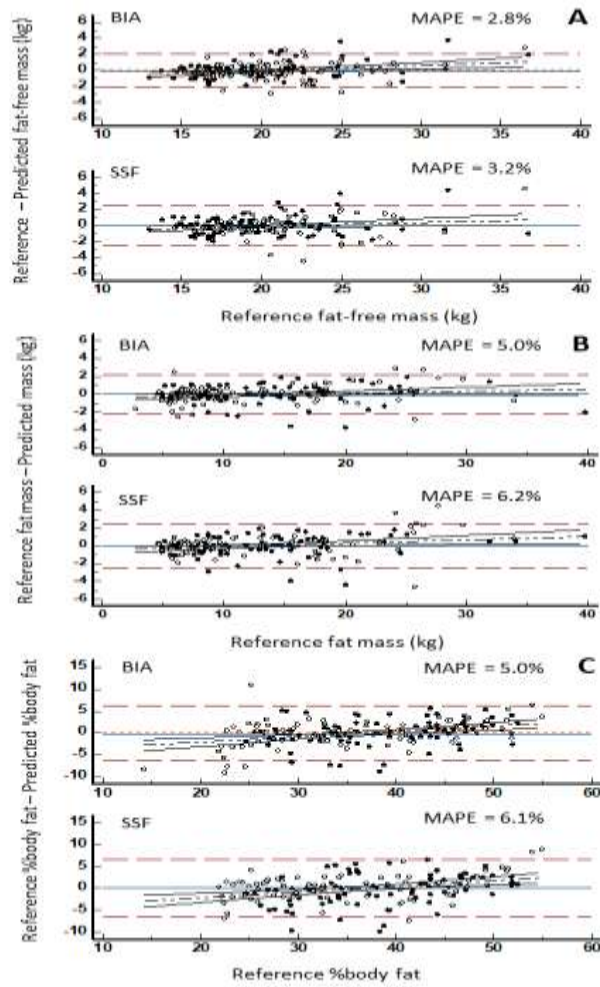 A
BIA
MAPE = 2.8%
6
4
2
0
-2
-4
-6
10 15 20 25 30 35 40
SSF
MAPE = 3.2%
6
4
2
0
-2
-4
-6
10 15 20 25 30 35 40
Reference fat-free mass (kg)
Reference – Predicted fat-free mass (kg)
B
BIA
MAPE = 5.0%
6
4
2
0
-2
-4
-6
0 10 20 30 40
SSF
MAPE = 6.2%
6
4
2
0
-2
-4
-6
0 10 20 30 40
Reference fat mass (kg)
Reference fat mass – Predicted mass (kg)
C
BIA
MAPE = 5.0%
15
10
5
0
-5
-10
10 20 30 40 50 60
SSF
MAPE = 6.1%
15
10
5
0
-5
-10
10 20 30 40 50 60
Reference %body fat
Reference %body fat – Predicted %body fat